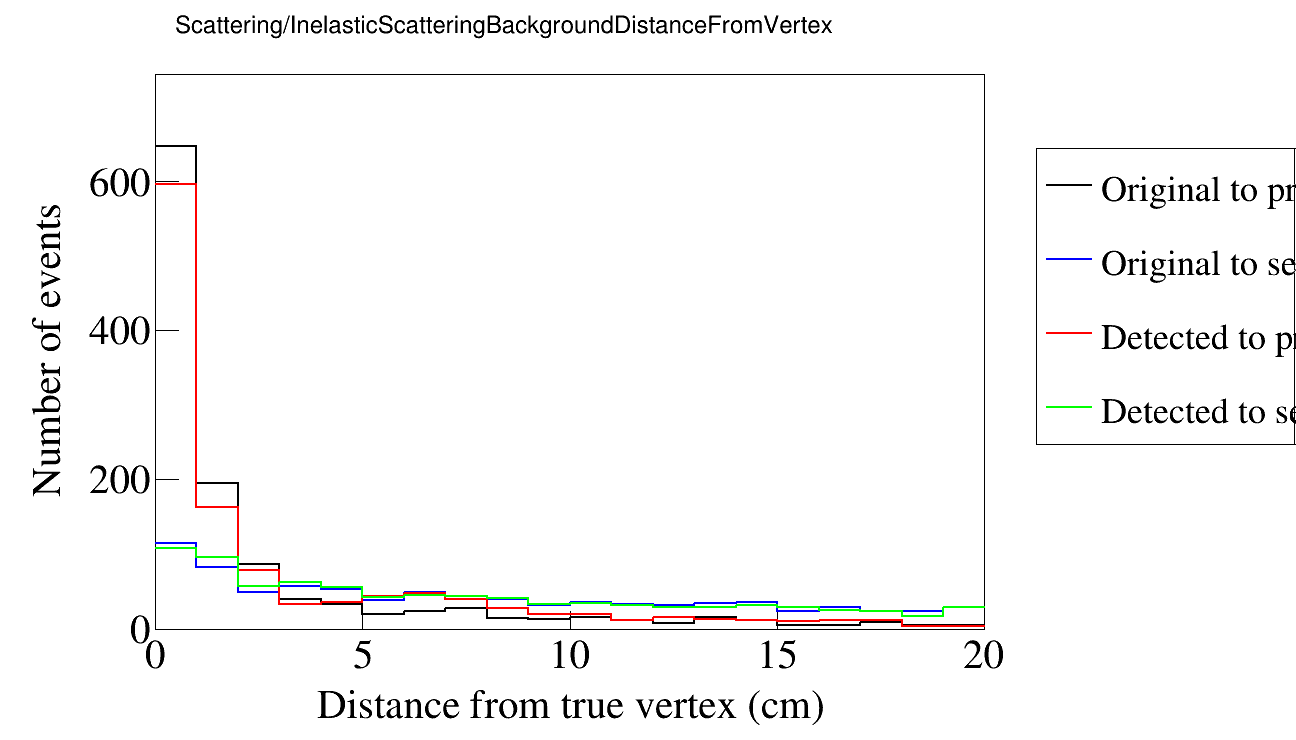 Scattering/InelasticScatteringBackgroundDistanceFromVertex
Number of events
600
400
200
0
0 5 10 15 20
Distance from true vertex (cm)
Original to pr
Original to se
Detected to pr
Detected to se